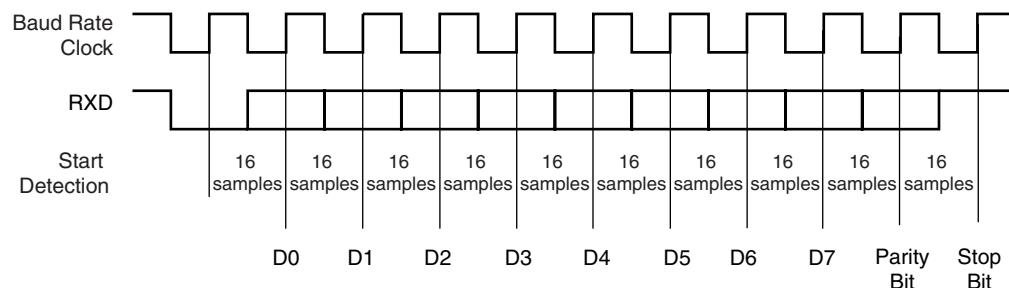 Baud Rate
Clock
RXD
Start
Detection
16 16 16 16 16 16 16 16 16 16
samples samples samples samples samples samples samples samples samples samples
D0 D1 D2 D3 D4 D5 D6 D7 Parity Stop
Bit Bit